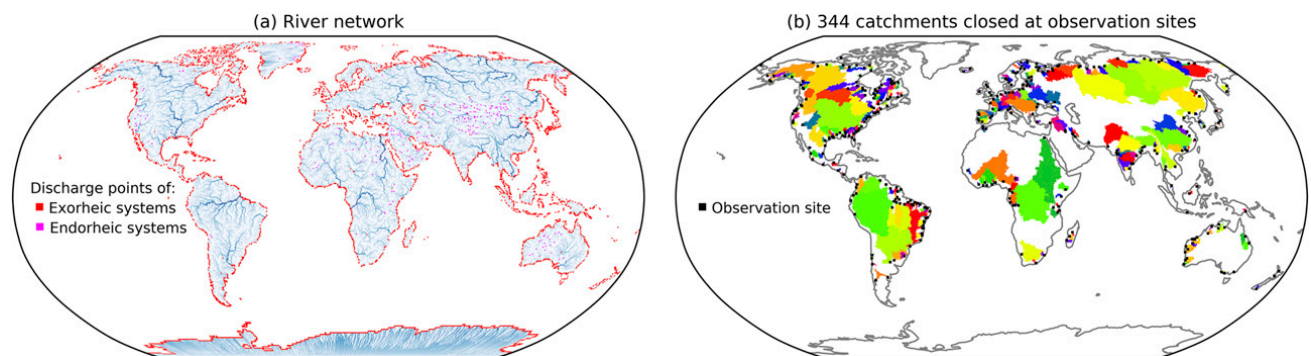 (a) River network
Discharge points of:
Exorheic systems
Endorheic systems
(b) 344 catchments closed at observation sites
Observation site